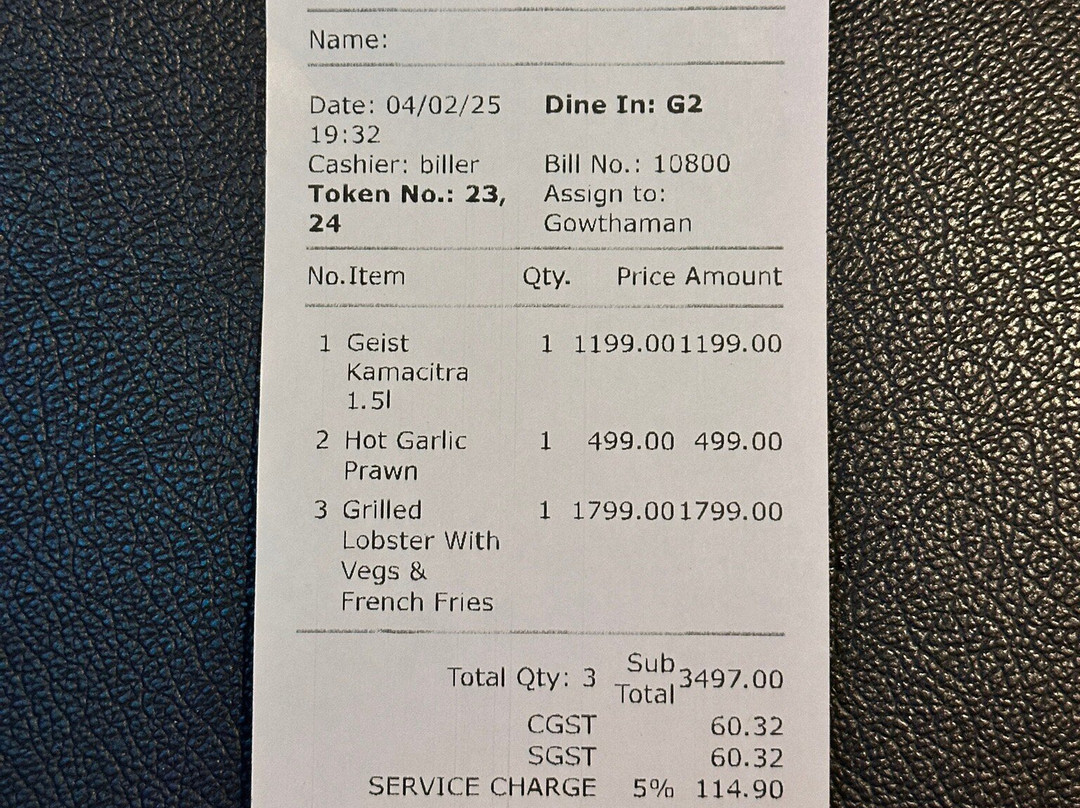 Name:
Date: 04/02/25 Dine In: G2
19:32
Cashier: biller Bill No.: 10800
Token No.: 23, Assign to:
24 Gowthaman
No.Item Qty. Price Amount
1 Geist 1 1199.00 1199.00
Kamacitra
1.5l
2 Hot Garlic 1 499.00 499.00
Prawn
3 Grilled 1 1799.00 1799.00
Lobster With
Vegs &
French Fries
Total Qty: 3 Sub Total 3497.00
CGST 60.32
SGST 60.32
SERVICE CHARGE 5% 114.90